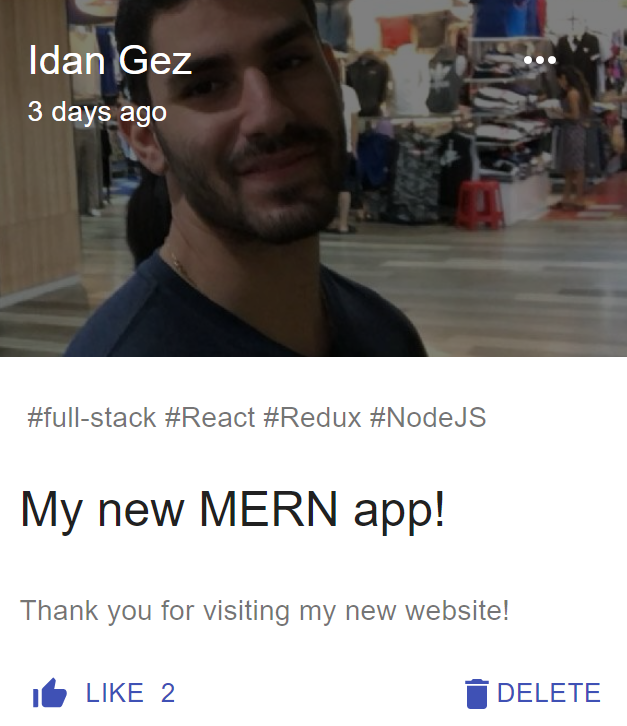 Idan Gez
3 days ago
#full-stack #React #Redux #NodeJS
My new MERN app!
Thank you for visiting my new website!
LIKE 2
DELETE